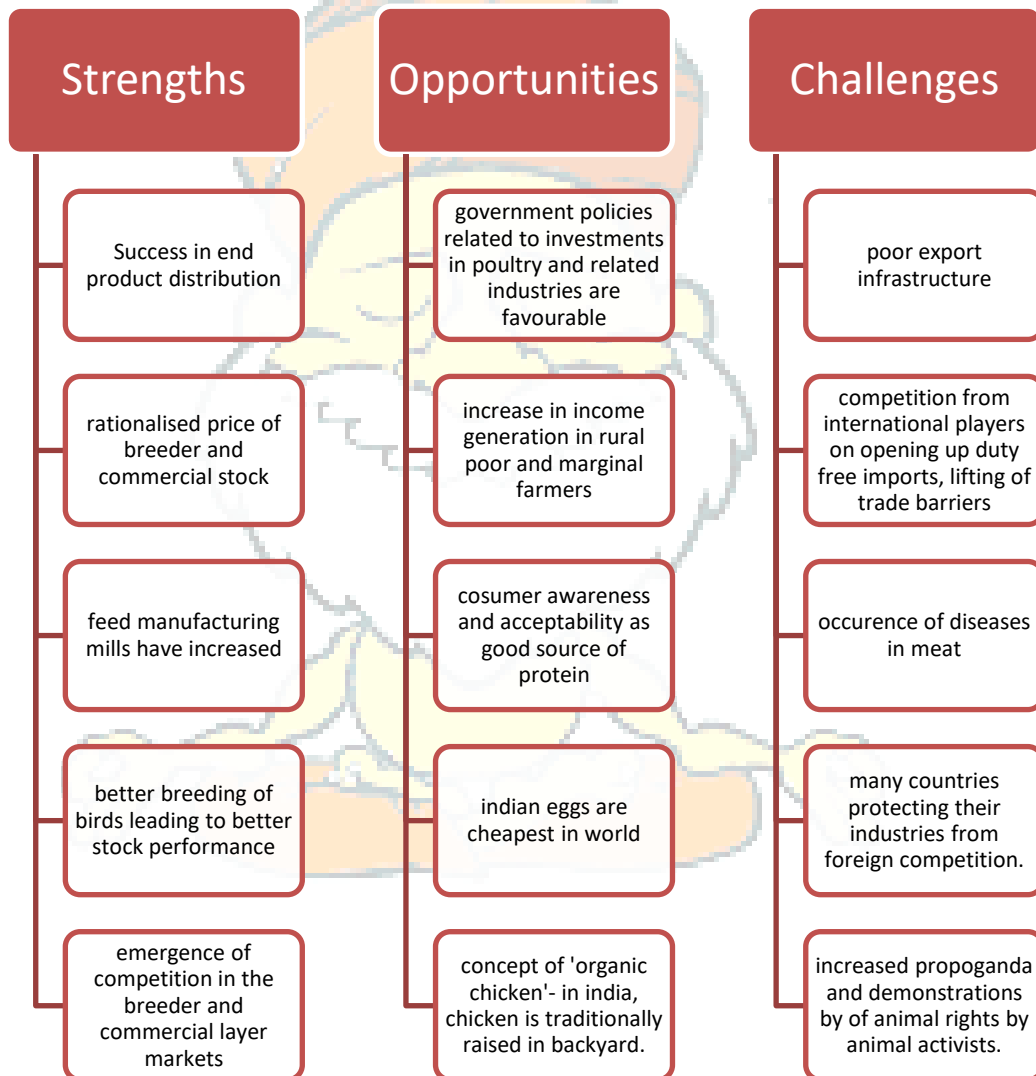 Strengths
Success in end
product distribution
rationalised price of
breeder and
commercial stock
feed manufacturing
mills have increased
better breeding of
birds leading to better
stock performance
emergence of
competition in the
breeder and
commercial layer
markets
Opportunities
government policies
related to investments
in poultry and related
industries are
favourable
increase in income
generation in rural
poor and marginal
farmers
cosumer awareness
and acceptability as
good source of
protein
indian eggs are
cheapest in world
concept of 'organic
chicken'- in india,
chicken is traditionally
raised in backyard.
Challenges
poor export
infrastructure
competition from
international players
on opening up duty
free imports, lifting of
trade barriers
occurence of diseases
in meat
many countries
protecting their
industries from
foreign competition.
increased propoganda
and demonstrations
by of animal rights by
animal activists.